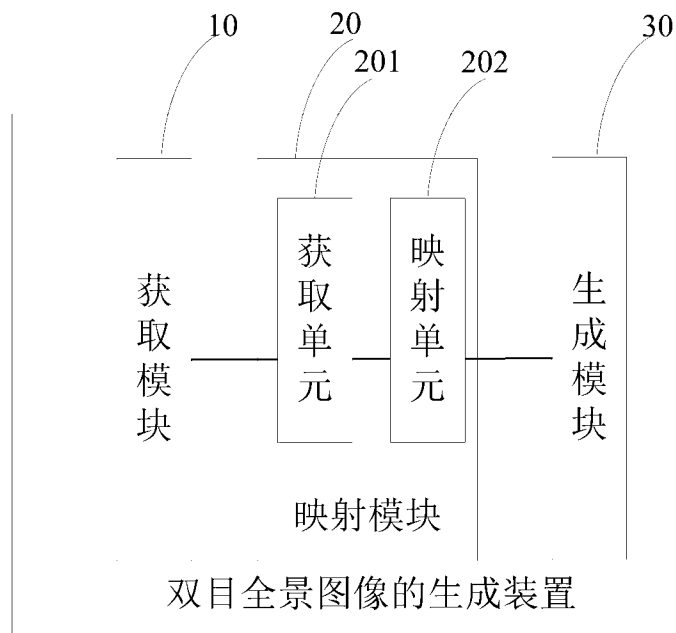 10
20
30
201
202
获取模块
获取单元
映射单元
生成模块
映射模块
双目全景图像的生成装置